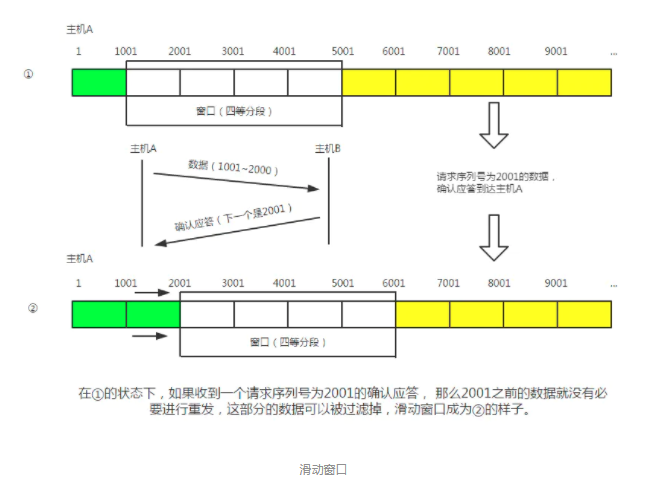 主机A
1 1001 2001 3001 4001 5001 6001 7001 8001 9001 ...
①
窗口（四等分段）
主机A 主机B
数据（1001~2000）
确认应答（下一个是2001）
请求序列号为2001的数据，
确认应答到达主机A
主机A
1 1001 2001 3001 4001 5001 6001 7001 8001 9001 ...
②
窗口（四等分段）
在①的状态下，如果收到一个请求序列号为2001的确认应答， 那么2001之前的数据就没有必
要进行重发，这部分的数据可以被过滤掉，滑动窗口成为②的样子。
滑动窗口